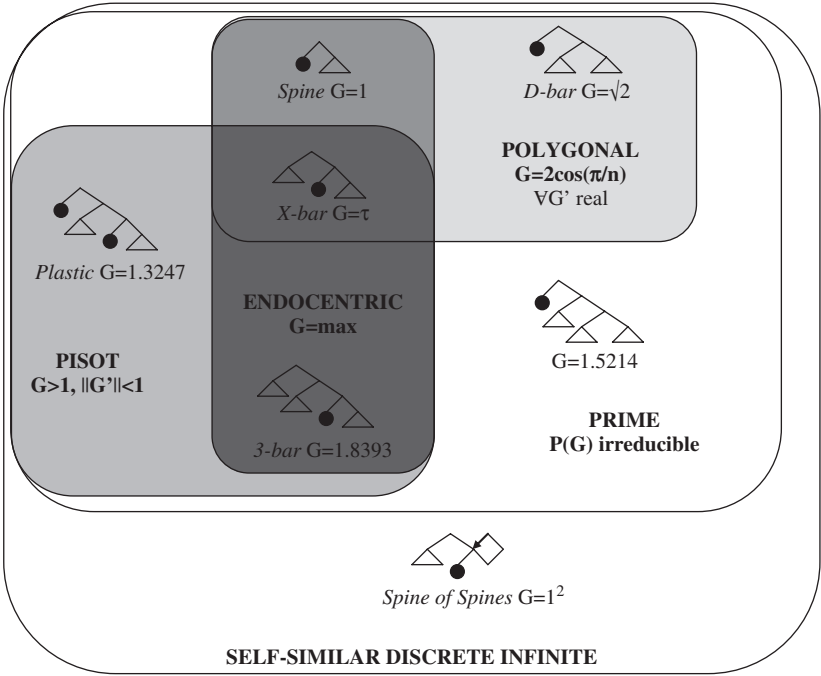 Spine G=1
D-bar G=√2
POLYGONAL
G=2cos(π/n)
∀G' real
X-bar G=τ
Plastic G=1.3247
ENDOCENTRIC
G=max
PISOT
G>1, ||G'||<1
G=1.5214
PRIME
P(G) irreducible
3-bar G=1.8393
Spine of Spines G=1²
SELF-SIMILAR DISCRETE INFINITE